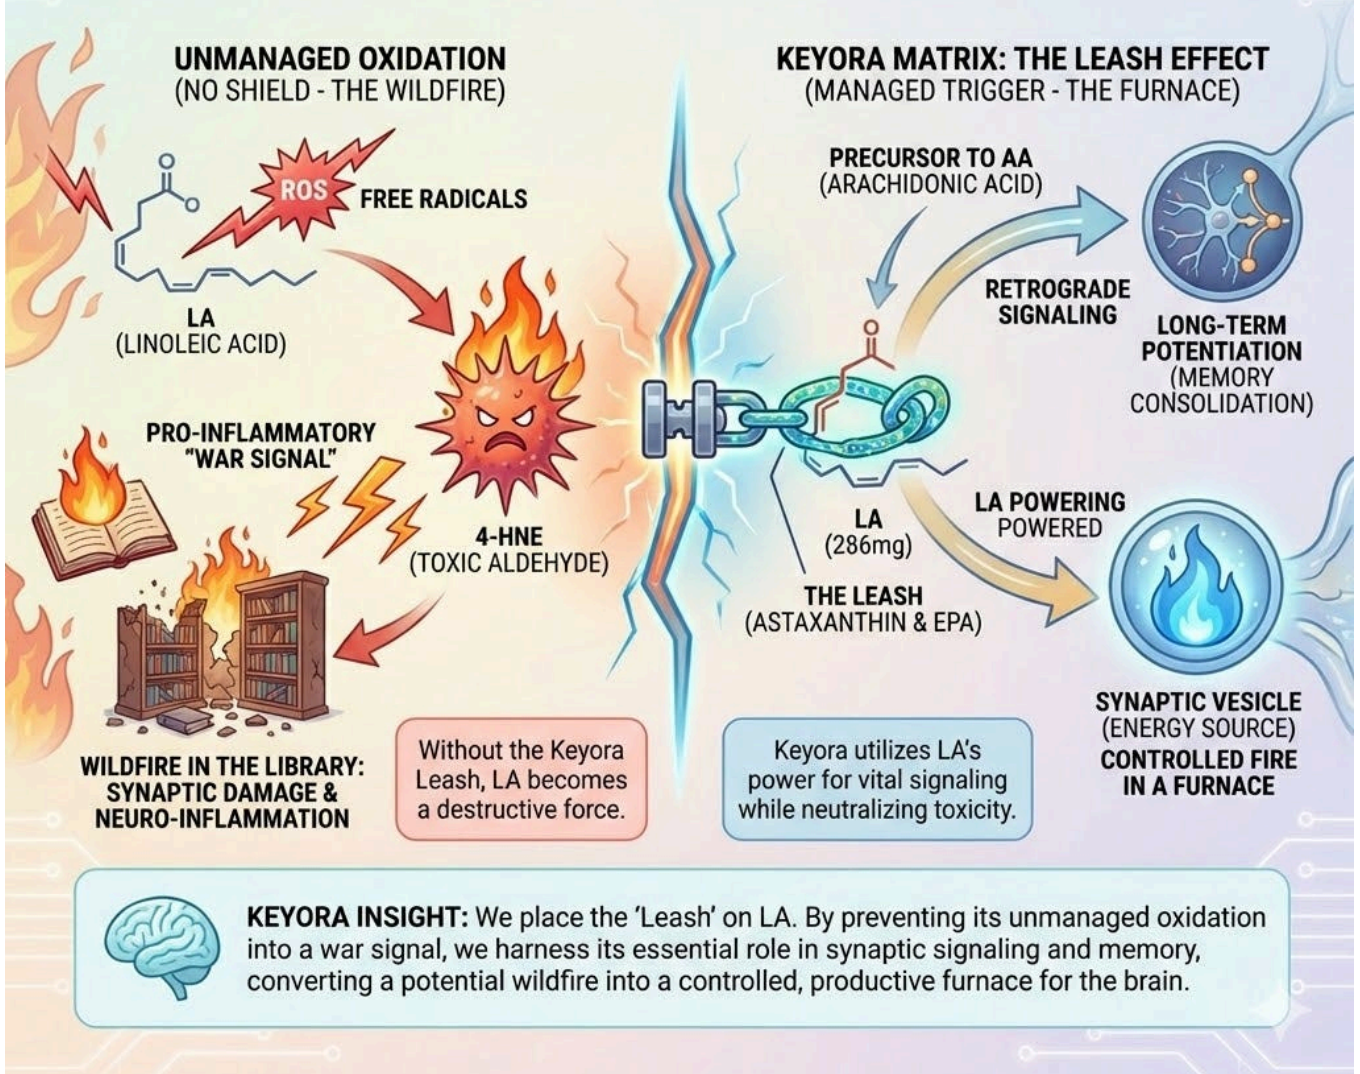 UNMANAGED OXIDATION
(NO SHIELD - THE WILDFIRE)
O
O
ROS
FREE RADICALS
LA
(LINOLEIC ACID)
PRO-INFLAMMATORY
"WAR SIGNAL"
4-HNE
(TOXIC ALDEHYDE)
WILDFIRE IN THE LIBRARY:
SYNAPTIC DAMAGE &
NEURO-INFLAMMATION
Without the Keyora
Leash, LA becomes
a destructive force.
KEYORA MATRIX: THE LEASH EFFECT
(MANAGED TRIGGER - THE FURNACE)
PRECURSOR TO AA
(ARACHIDONIC ACID)
RETROGRADE
SIGNALING
LONG-TERM
POTENTIATION
(MEMORY
CONSOLIDATION)
O
LA
(286mg)
LA POWERING
POWERED
THE LEASH
(ASTAXANTHIN & EPA)
SYNAPTIC VESICLE
(ENERGY SOURCE)
CONTROLLED FIRE
IN A FURNACE
Keyora utilizes LA's
power for vital signaling
while neutralizing toxicity.
KEYORA INSIGHT: We place the 'Leash' on LA. By preventing its unmanaged oxidation
into a war signal, we harness its essential role in synaptic signaling and memory,
converting a potential wildfire into a controlled, productive furnace for the brain.